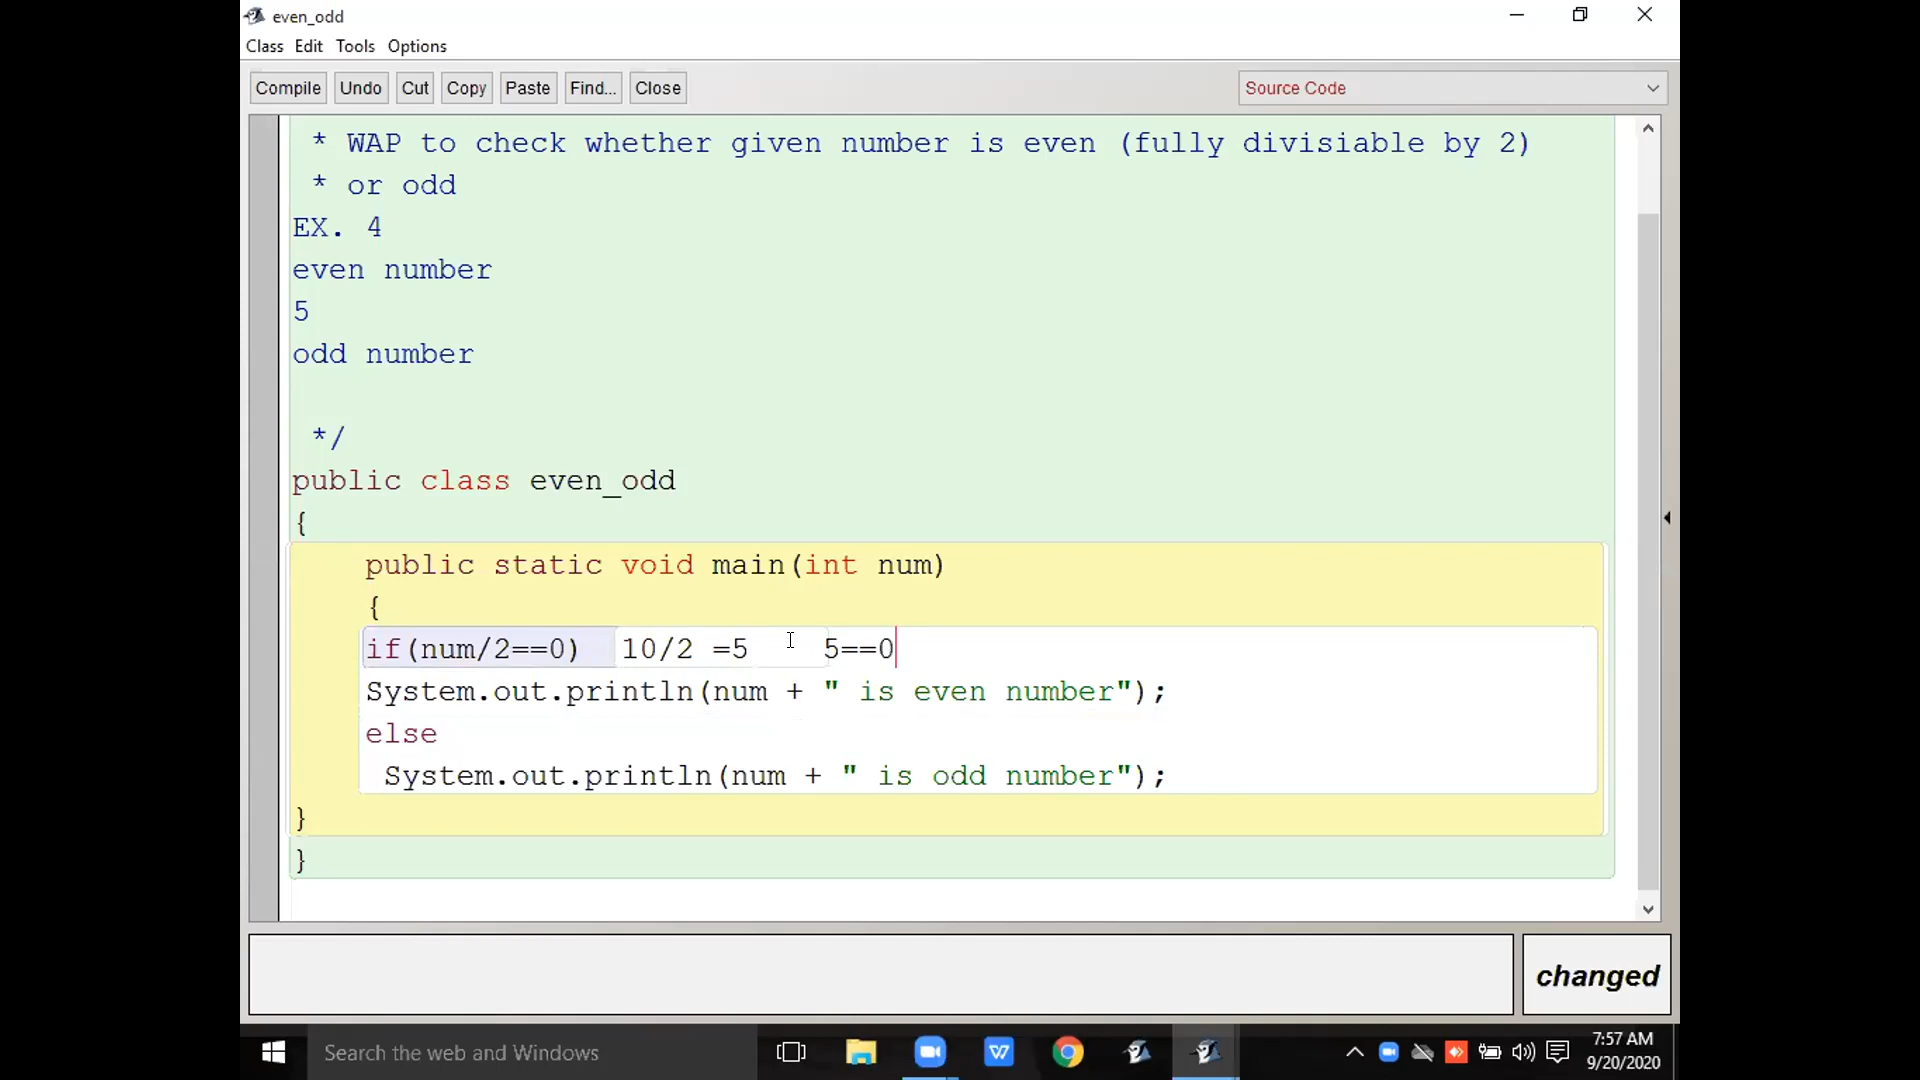 even_odd
Class Edit Tools Options
Compile Undo Cut Copy Paste Find... Close Source Code
* WAP to check whether given number is even (fully divisiable by 2)
* or odd
EX. 4
even number
5
odd number
*/
public class even_odd
{
public static void main(int num)
{
if(num/2==0) 10/2 =5 5==0
System.out.println(num + " is even number");
else
System.out.println(num + " is odd number");
}
}
changed
Search the web and Windows
7:57 AM
9/20/2020